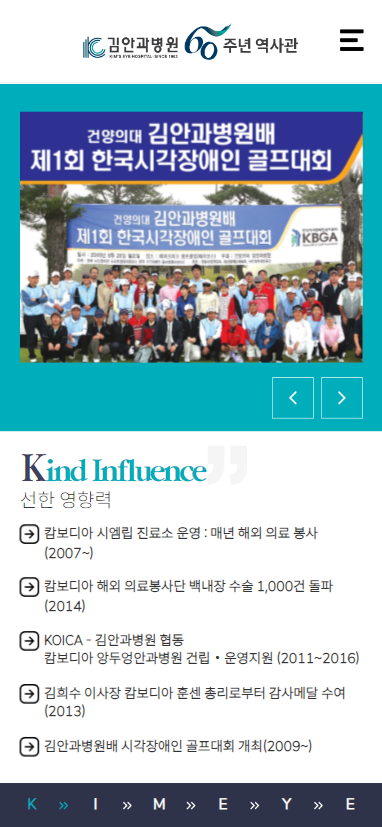 김안과병원
KIM'S EYE HOSPITAL·SINCE 1962
60주년 역사관
건양의대 김안과병원배
제1회 한국시각장애인 골프대회
건양의대 김안과병원배
제1회 한국시각장애인 골프대회
KBGA
Kind Influence
선한 영향력
캄보디아 시엠립 진료소 운영 : 매년 해외 의료 봉사
(2007~)
캄보디아 해외 의료봉사단 백내장 수술 1,000건 돌파
(2014)
KOICA - 김안과병원 협동
캄보디아 앙두엉안과병원 건립・운영지원 (2011~2016)
김희수 이사장 캄보디아 훈센 총리로부터 감사메달 수여
(2013)
김안과병원배 시각장애인 골프대회 개최(2009~)
K » I » M » E » Y » E